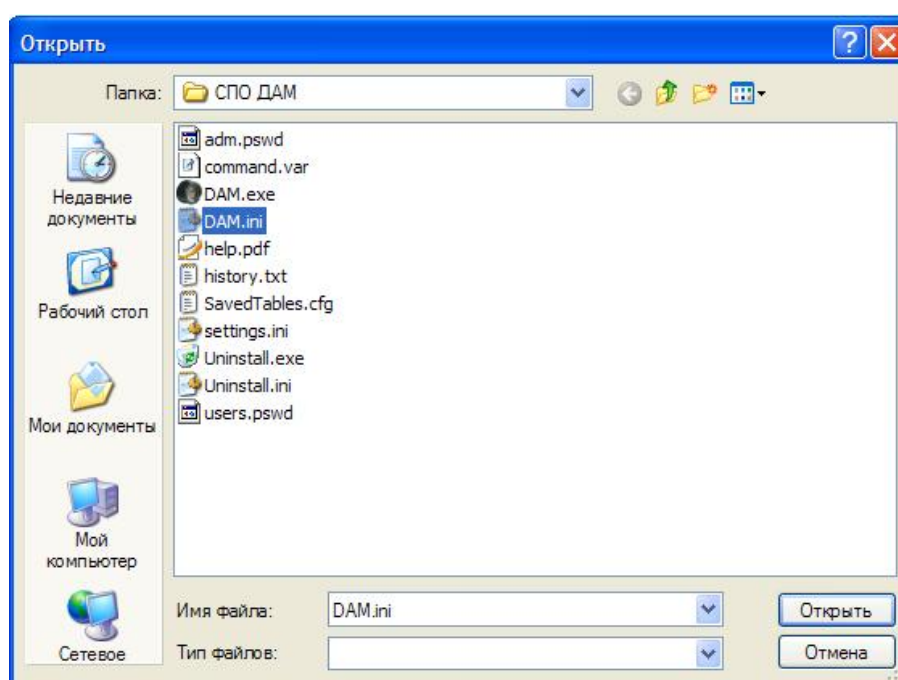 Открыть
Папка:
СПО ДАМ
adm.pswd
command.var
DAM.exe
DAM.ini
help.pdf
history.txt
SavedTables.cfg
settings.ini
Uninstall.exe
Uninstall.ini
users.pswd
Недавние
документы
Рабочий стол
Мои документы
Мой
компьютер
Сетевое
Имя файла:
DAM.ini
Открыть
Тип файлов:
Отмена